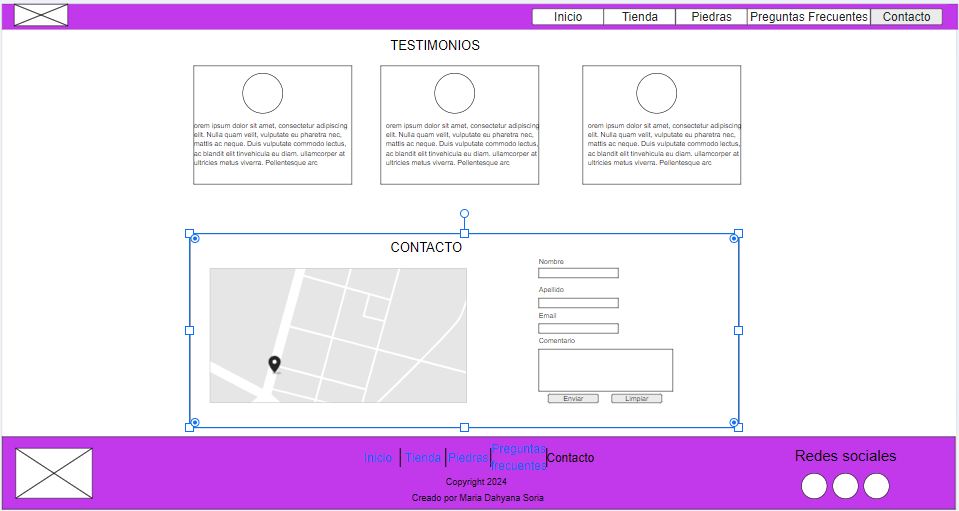 Inicio Tienda Piedras Preguntas Frecuentes Contacto
TESTIMONIOS
orem ipsum dolor sit amet, consectetur adipiscing
elit. Nulla quam velit, vulputate eu pharetra nec,
mattis ac neque. Duis vulputate commodo lectus,
ac blandit elit tinvehicula eu diam. ullamcorper at
ultricies metus viverra. Pellentesque arc
orem ipsum dolor sit amet, consectetur adipiscing
elit. Nulla quam velit, vulputate eu pharetra nec,
mattis ac neque. Duis vulputate commodo lectus,
ac blandit elit tinvehicula eu diam. ullamcorper at
ultricies metus viverra. Pellentesque arc
orem ipsum dolor sit amet, consectetur adipiscing
elit. Nulla quam velit, vulputate eu pharetra nec,
mattis ac neque. Duis vulputate commodo lectus,
ac blandit elit tinvehicula eu diam. ullamcorper at
ultricies metus viverra. Pellentesque arc
CONTACTO
Nombre
Apellido
Email
Comentario
Enviar Limpiar
Inicio Tienda Piedras Preguntas
frecuentes Contacto
Copyright 2024
Creado por Maria Dahyana Soria
Redes sociales